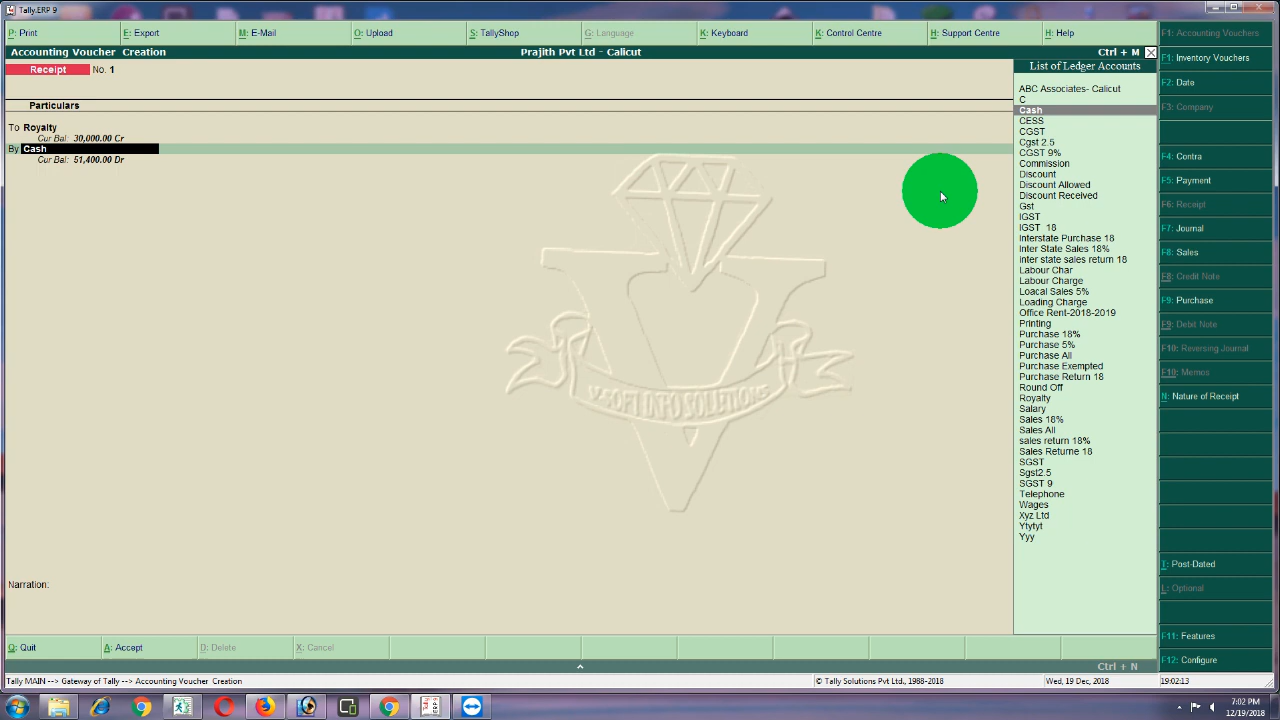 Tally.ERP 9
P: Print
E: Export
M: E-Mail
O: Upload
S: TallyShop
G: Language
K: Keyboard
K: Control Centre
H: Support Centre
H: Help
Accounting Voucher Creation
Prajith Pvt Ltd - Calicut
Ctrl + M
Receipt No. 1
Particulars
To Royalty
Cur Bal: 30,000.00 Cr
By Cash
Cur Bal: 51,400.00 Dr
V-SOFT INFO SOLUTIONS
Narration:
List of Ledger Accounts
ABC Associates- Calicut
C
Cash
CESS
CGST
Cgst 2.5
CGST 9%
Commission
Discount
Discount Allowed
Discount Received
Gst
IGST
IGST 18
Interstate Purchase 18
Inter State Sales 18%
inter state sales return 18
Labour Char
Labour Charge
Loacal Sales 5%
Loading Charge
Office Rent-2018-2019
Printing
Purchase 18%
Purchase 5%
Purchase All
Purchase Exempted
Purchase Return 18
Round Off
Royalty
Salary
Sales 18%
Sales All
sales return 18%
Sales Returne 18
SGST
Sgst2.5
SGST 9
Telephone
Wages
Xyz Ltd
Ytytyt
Yyy
F1: Accounting Vouchers
F1: Inventory Vouchers
F2: Date
F3: Company
F4: Contra
F5: Payment
F6: Receipt
F7: Journal
F8: Sales
F8: Credit Note
F9: Purchase
F9: Debit Note
F10: Reversing Journal
F10: Memos
N: Nature of Receipt
T: Post-Dated
L: Optional
F11: Features
F12: Configure
Q: Quit
A: Accept
D: Delete
X: Cancel
Ctrl + N
Tally MAIN --> Gateway of Tally --> Accounting Voucher Creation
© Tally Solutions Pvt Ltd., 1988-2018
Wed, 19 Dec, 2018
19:02:13
7:02 PM
12/19/2018